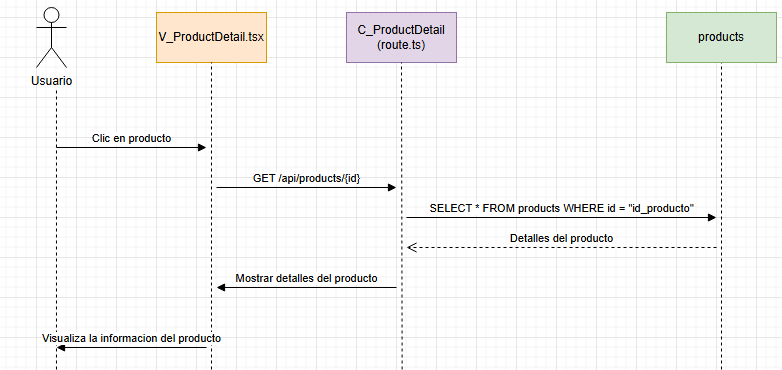 V_ProductDetail.tsx
C_ProductDetail
(route.ts)
products
Usuario
Clic en producto
GET /api/products/{id}
SELECT * FROM products WHERE id = "id_producto"
Detalles del producto
Mostrar detalles del producto
Visualiza la informacion del producto